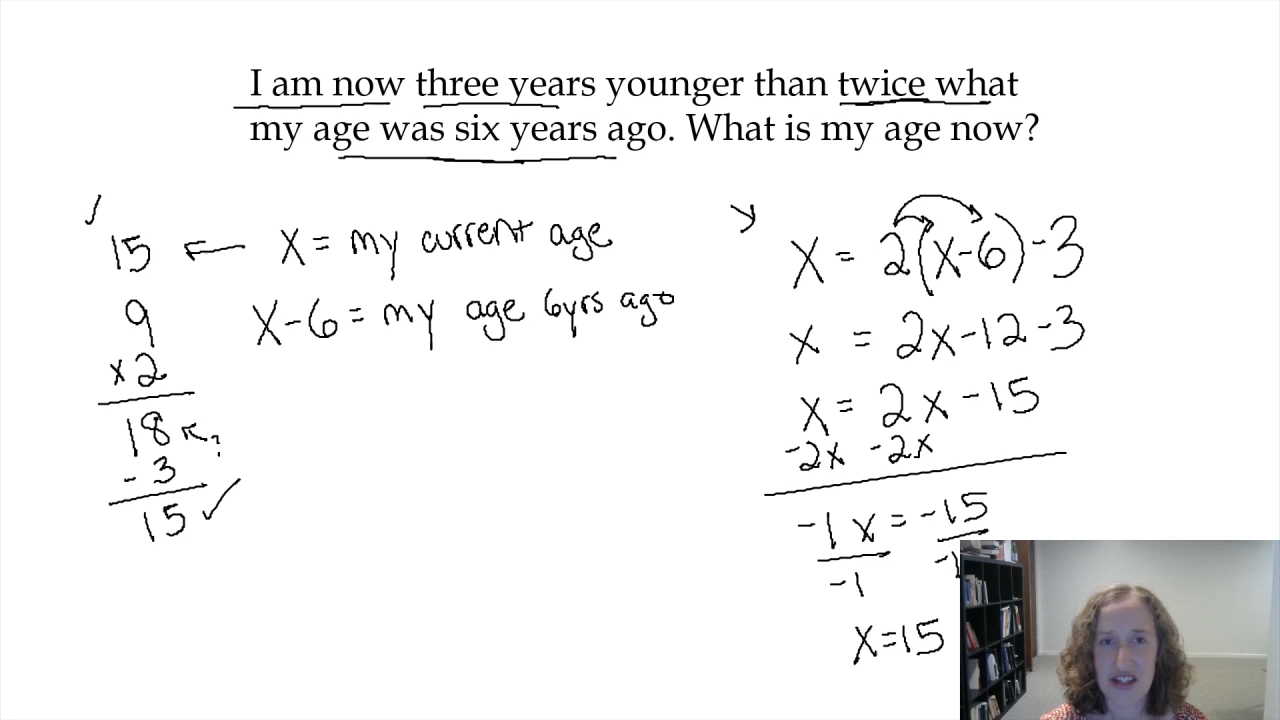 I am now three years younger than twice what
my age was six years ago. What is my age now?
15 ← x = my current age
9 x-6 = my age 6yrs ago
x2
18 ?
-3
15 ✓
x = 2(x-6)-3
x = 2x-12-3
x = 2x-15
-2x -2x
-1x = -15
-1 -1
x=15